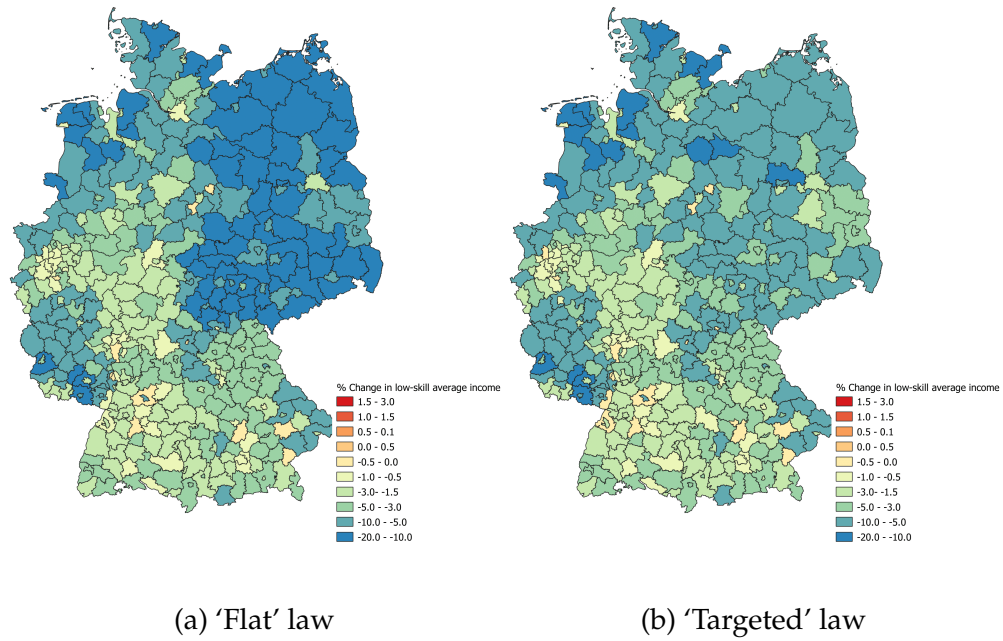 % Change in low-skill average income
1.5 - 3.0
1.0 - 1.5
0.5 - 0.1
0.0 - 0.5
-0.5 - 0.0
-1.0 - -0.5
-3.0 - -1.5
-5.0 - -3.0
-10.0 - -5.0
-20.0 - -10.0
% Change in low-skill average income
1.5 - 3.0
1.0 - 1.5
0.5 - 0.1
0.0 - 0.5
-0.5 - 0.0
-1.0 - -0.5
-3.0- -1.5
-5.0 - -3.0
-10.0 - -5.0
-20.0 - -10.0
(a) ‘Flat’ law
(b) ‘Targeted’ law